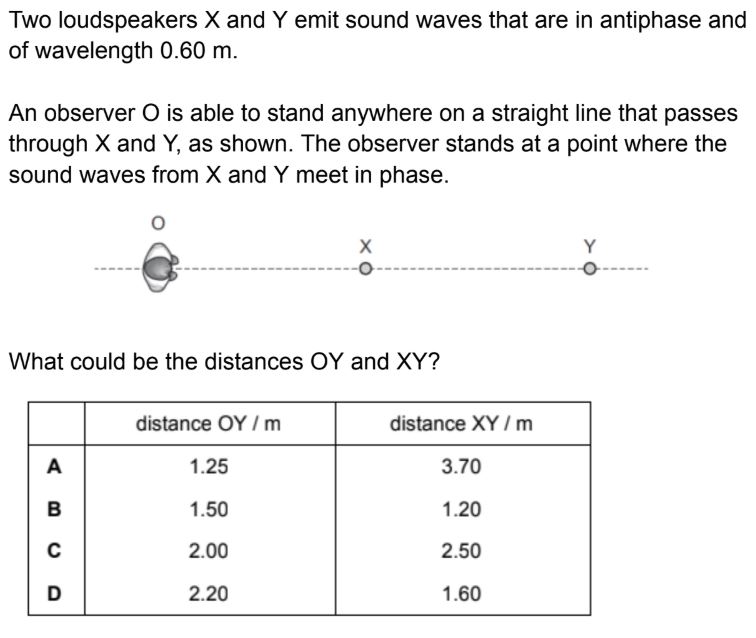 Two loudspeakers X and Y emit sound waves that are in antiphase and
of wavelength 0.60 m.
An observer O is able to stand anywhere on a straight line that passes
through X and Y, as shown. The observer stands at a point where the
sound waves from X and Y meet in phase.
O
X Y
What could be the distances OY and XY?
distance OY / m distance XY / m
A 1.25 3.70
B 1.50 1.20
C 2.00 2.50
D 2.20 1.60